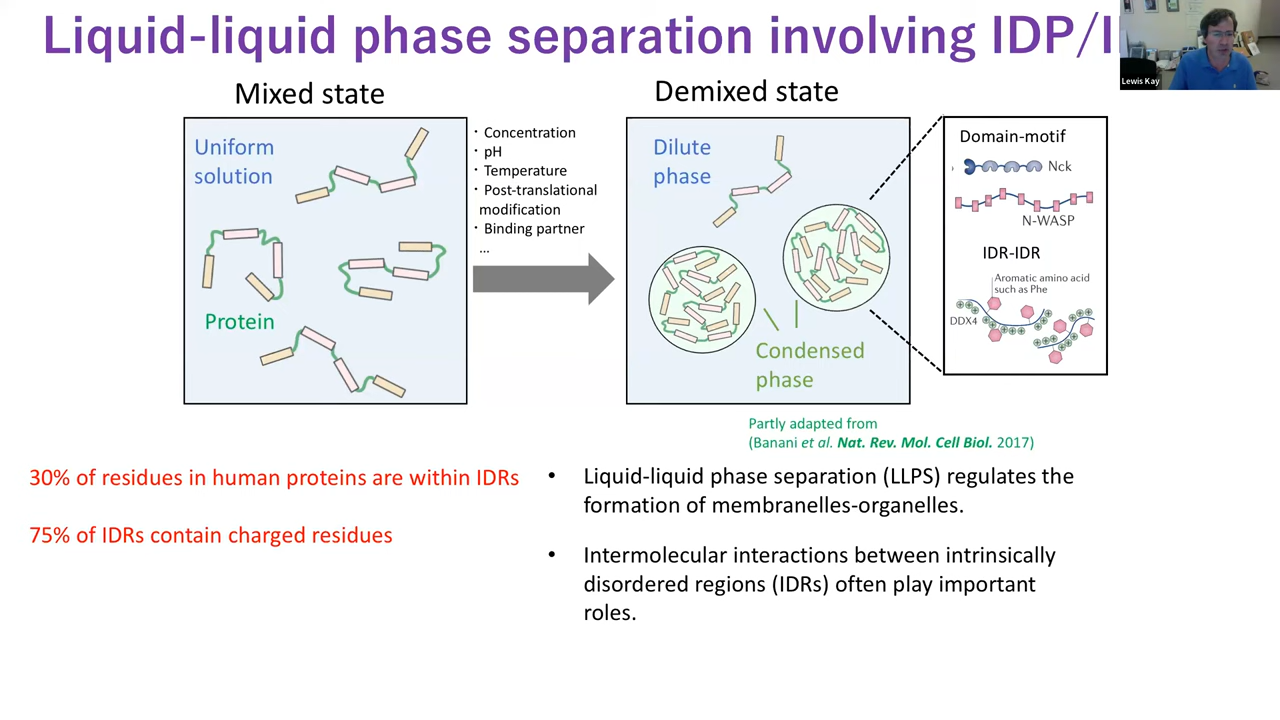 Liquid-liquid phase separation involving IDP/I
Lewis Kay
Mixed state
Demixed state
Uniform
solution
Protein
· Concentration
· pH
· Temperature
· Post-translational
modification
· Binding partner
...
Dilute
phase
Condensed
phase
Domain-motif
Nck
N-WASP
IDR-IDR
Aromatic amino acid
such as Phe
DDX4
Partly adapted from
(Banani et al. Nat. Rev. Mol. Cell Biol. 2017)
30% of residues in human proteins are within IDRs
75% of IDRs contain charged residues
• Liquid-liquid phase separation (LLPS) regulates the
formation of membranelles-organelles.
• Intermolecular interactions between intrinsically
disordered regions (IDRs) often play important
roles.